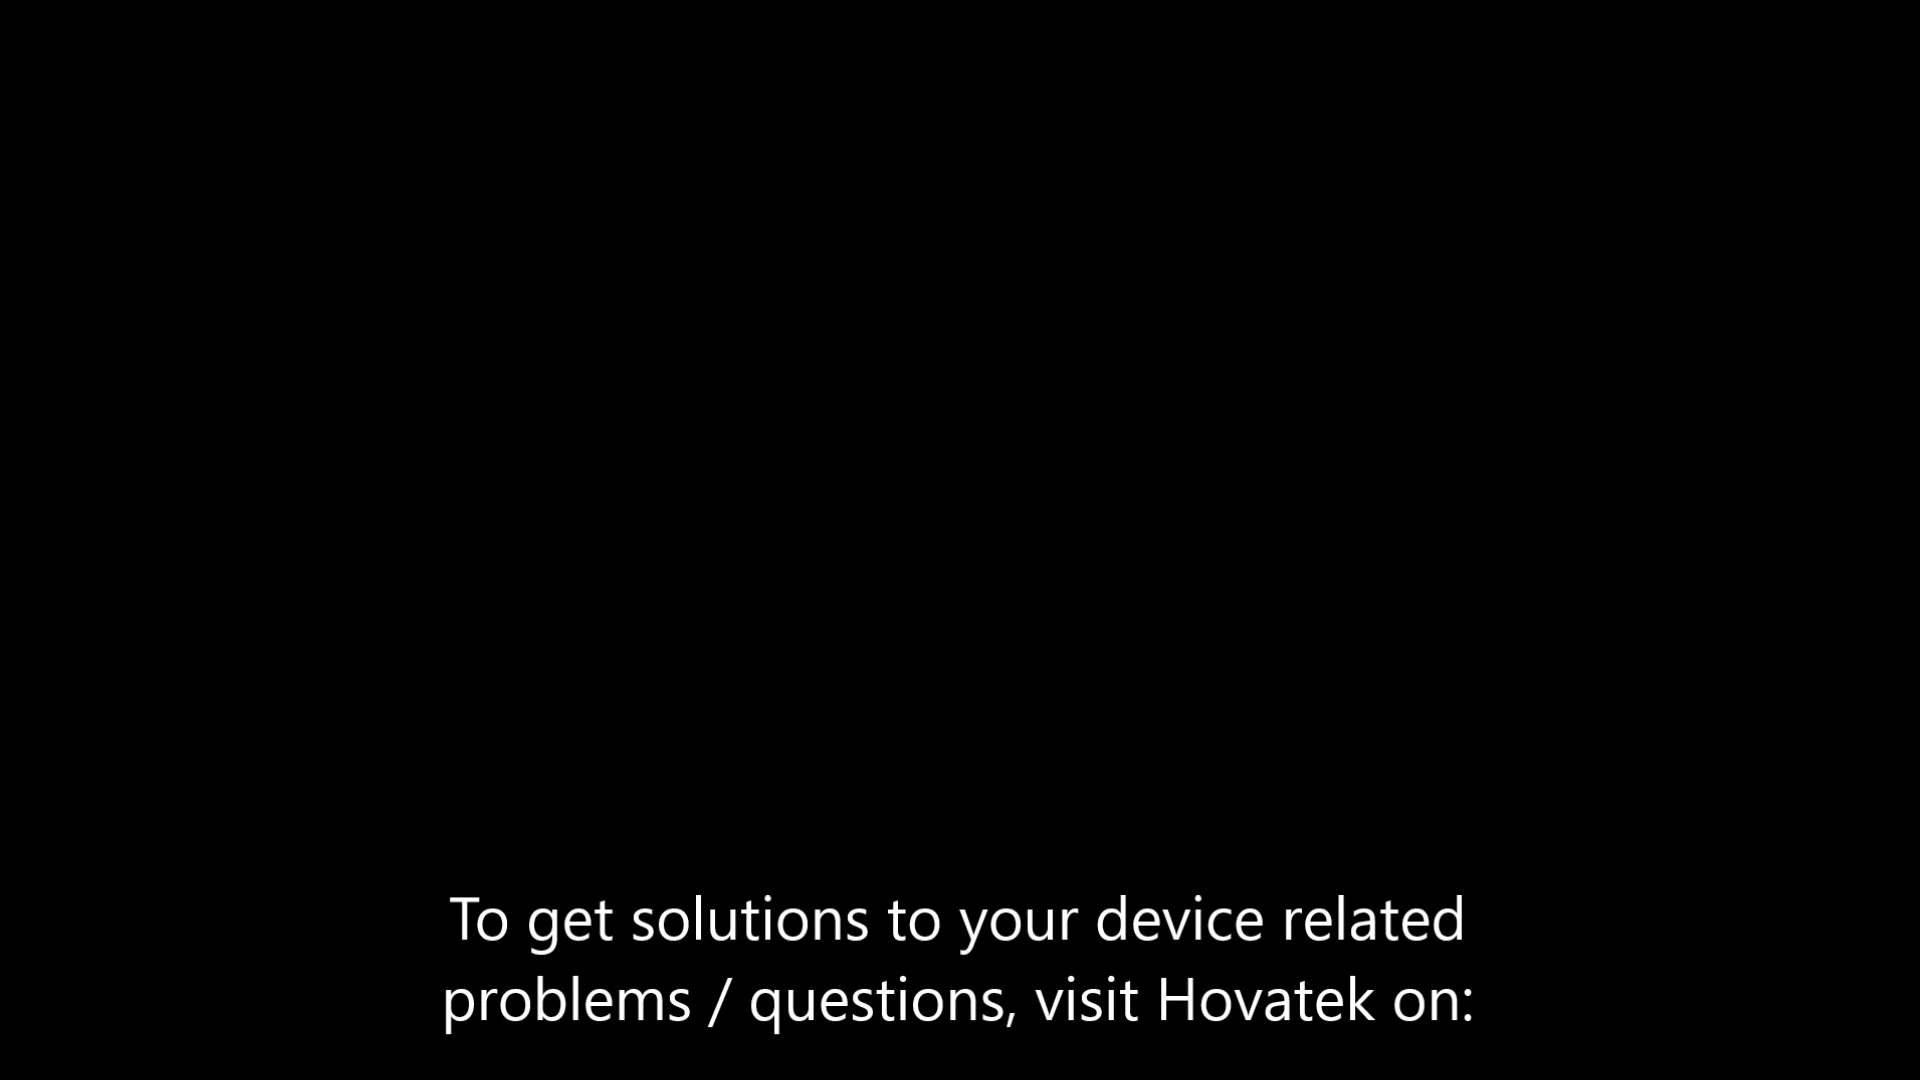 To get solutions to your device related
problems / questions, visit Hovatek on: